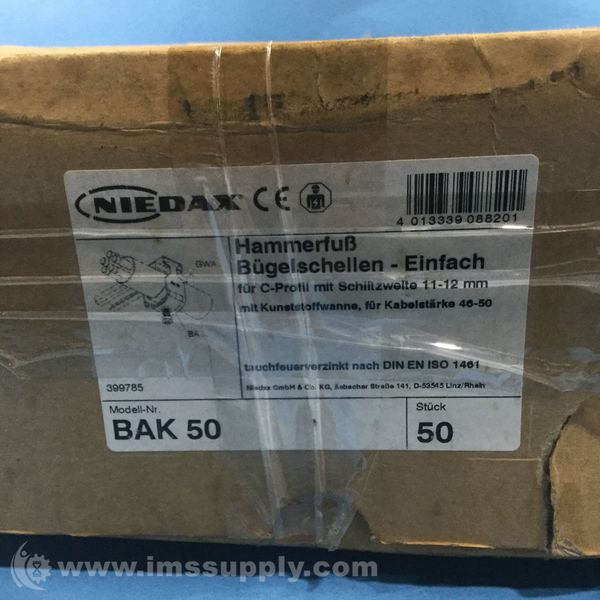 NIEDAX CE
4 013339 088201
Hammerfuß
Bügelschellen - Einfach
für C-Profil mit Schlitzweite 11-12 mm
mit Kunststoffwanne, für Kabelstärke 46-50
GWA
BA
tauchfeuerverzinkt nach DIN EN ISO 1461
Niedax GmbH & Co. KG, Asbacher Straße 141, D-53545 Linz/Rhein
399785
Modell-Nr.
BAK 50
Stück
50
© www.imssupply.com